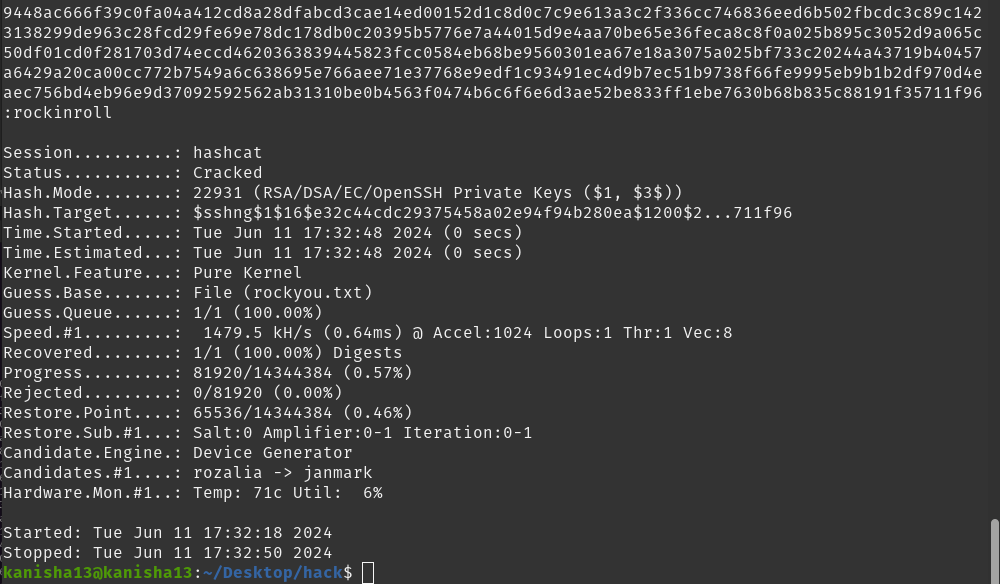 9448ac666f39c0fa04a412cd8a28dfabcd3cae14ed00152d1c8d0c7c9e613a3c2f336cc746836eed6b502fbcdc3c89c142
3138299de963c28fcd29fe69e78dc178db0c20395b5776e7a44015d9e4aa70be65e36feca8c8f0a025b895c3052d9a065c
50df01cd0f281703d74eccd4620363839445823fcc0584eb68be9560301ea67e18a3075a025bf733c20244a43719b40457
a6429a20ca00cc772b7549a6c638695e766aee71e37768e9edf1c93491ec4d9b7ec51b9738f66fe9995eb9b1b2df970d4e
aec756bd4eb96e9d37092592562ab31310be0b4563f0474b6c6f6e6d3ae52be833ff1ebe7630b68b835c88191f35711f96
:rockinroll
Session..........: hashcat
Status...........: Cracked
Hash.Mode........: 22931 (RSA/DSA/EC/OpenSSH Private Keys ($1, $3$))
Hash.Target......: $sshng$1$16$e32c44cdc29375458a02e94f94b280ea$1200$2...711f96
Time.Started.....: Tue Jun 11 17:32:48 2024 (0 secs)
Time.Estimated...: Tue Jun 11 17:32:48 2024 (0 secs)
Kernel.Feature...: Pure Kernel
Guess.Base.......: File (rockyou.txt)
Guess.Queue......: 1/1 (100.00%)
Speed.#1.........:  1479.5 kH/s (0.64ms) @ Accel:1024 Loops:1 Thr:1 Vec:8
Recovered........: 1/1 (100.00%) Digests
Progress.........: 81920/14344384 (0.57%)
Rejected.........: 0/81920 (0.00%)
Restore.Point....: 65536/14344384 (0.46%)
Restore.Sub.#1...: Salt:0 Amplifier:0-1 Iteration:0-1
Candidate.Engine.: Device Generator
Candidates.#1....: rozalia -> janmark
Hardware.Mon.#1..: Temp: 71c Util:  6%
Started: Tue Jun 11 17:32:18 2024
Stopped: Tue Jun 11 17:32:50 2024
kanisha13@kanisha13:~/Desktop/hack$